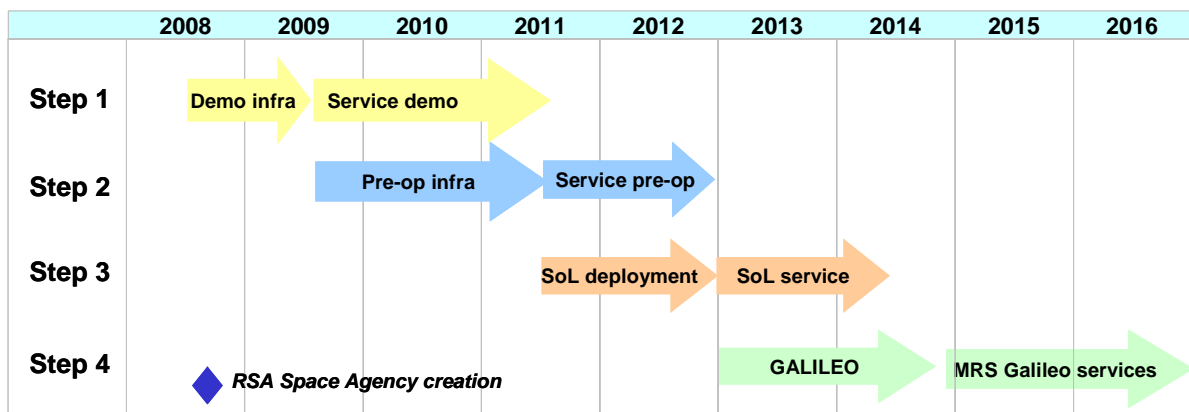 2008 2009 2010 2011 2012 2013 2014 2015 2016
Step 1 Demo infra Service demo
Step 2 Pre-op infra Service pre-op
Step 3 SoL deployment SoL service
Step 4 GALILEO MRS Galileo services
RSA Space Agency creation